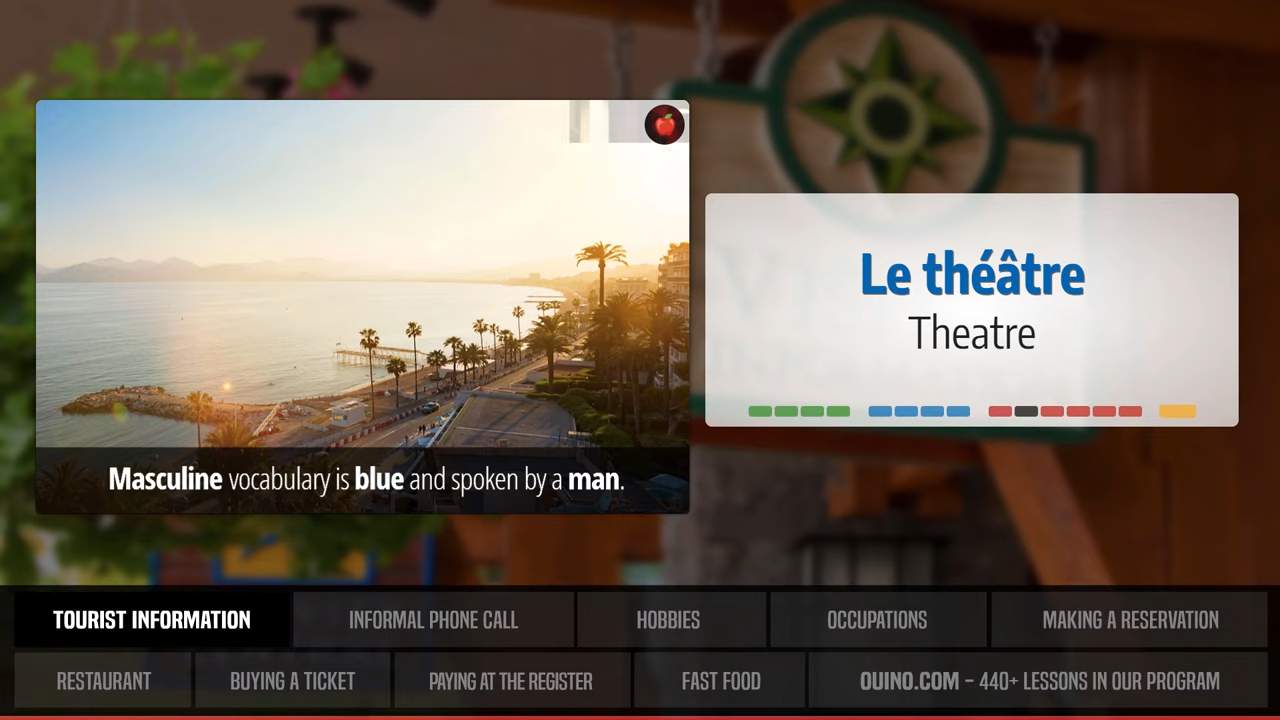 Le théâtre
Theatre
Masculine vocabulary is blue and spoken by a man.
TOURIST INFORMATION
INFORMAL PHONE CALL
HOBBIES
OCCUPATIONS
MAKING A RESERVATION
RESTAURANT
BUYING A TICKET
PAYING AT THE REGISTER
FAST FOOD
OUINO.COM – 440+ LESSONS IN OUR PROGRAM